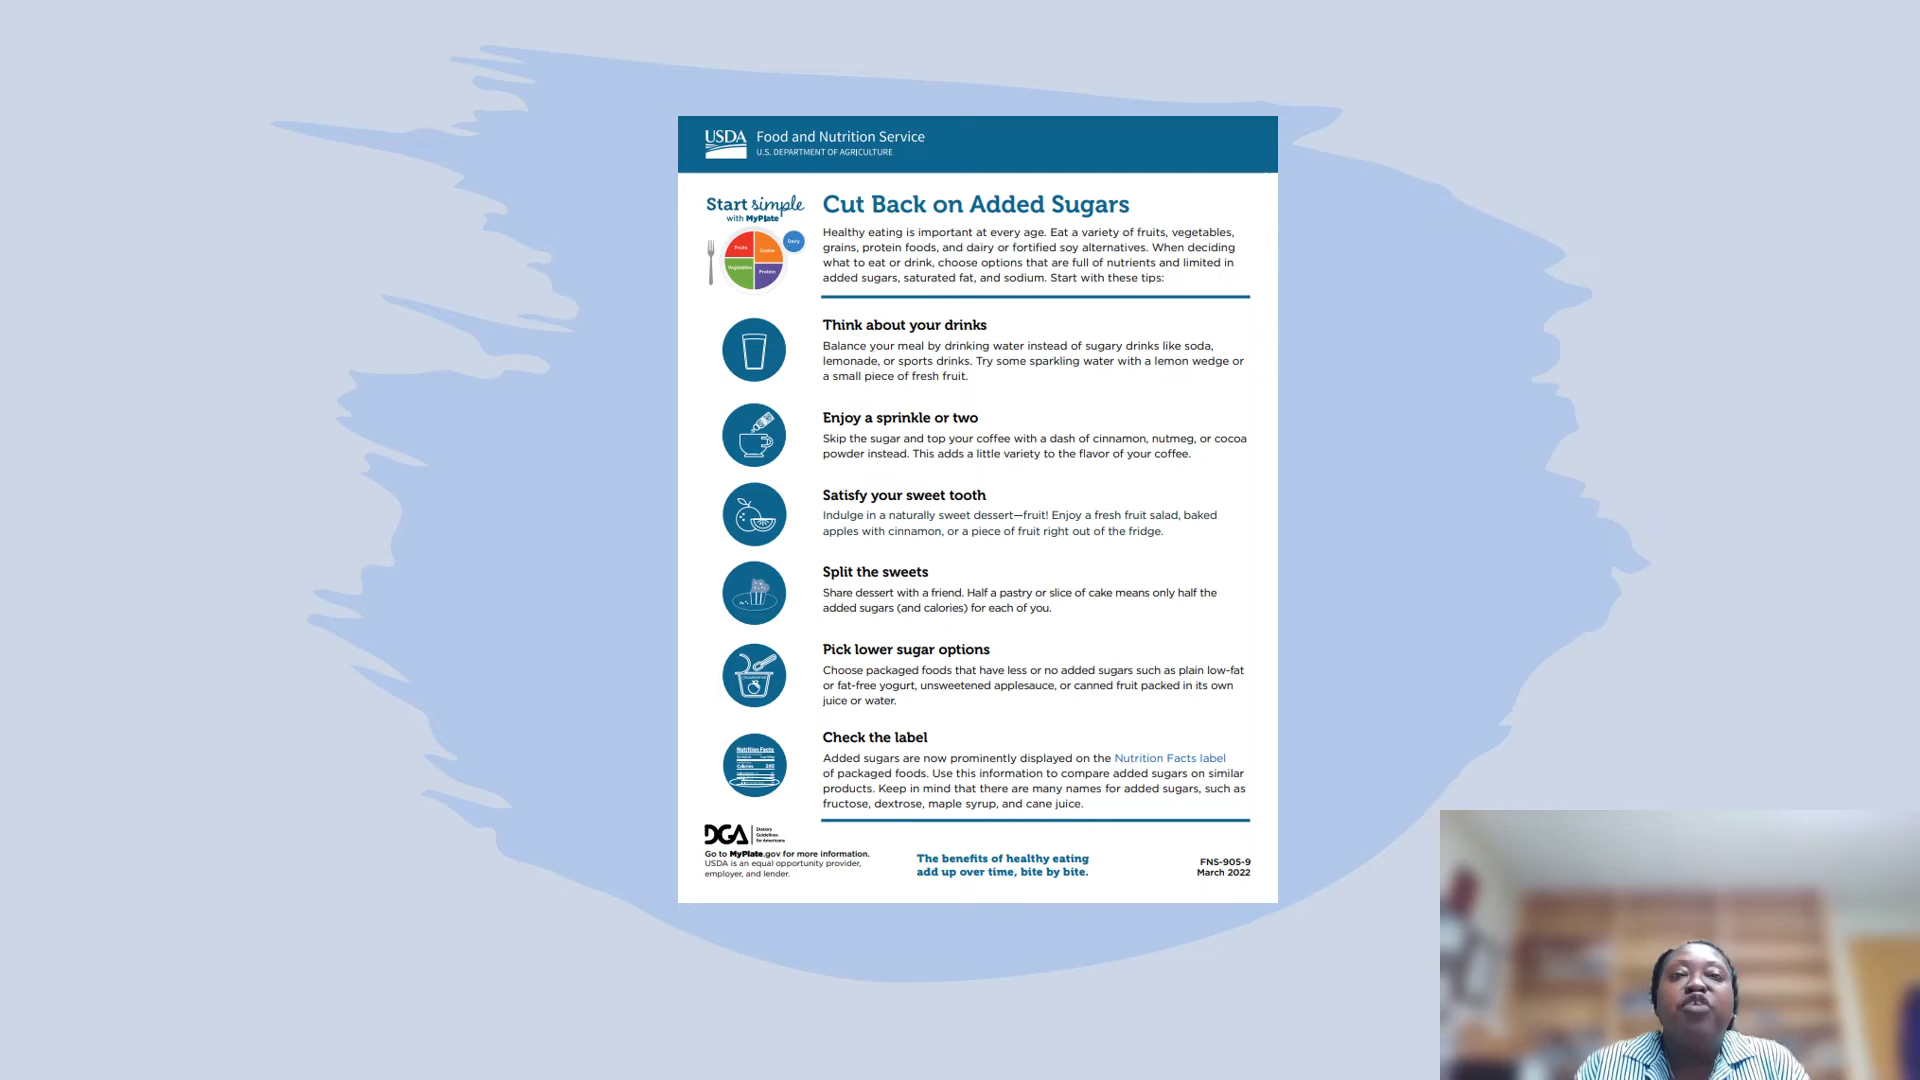 USDA Food and Nutrition Service
U.S. DEPARTMENT OF AGRICULTURE
Start simple
with MyPlate
Fruits
Grains
Vegetables
Protein
Dairy
Cut Back on Added Sugars
Healthy eating is important at every age. Eat a variety of fruits, vegetables,
grains, protein foods, and dairy or fortified soy alternatives. When deciding
what to eat or drink, choose options that are full of nutrients and limited in
added sugars, saturated fat, and sodium. Start with these tips:
Think about your drinks
Balance your meal by drinking water instead of sugary drinks like soda,
lemonade, or sports drinks. Try some sparkling water with a lemon wedge or
a small piece of fresh fruit.
Enjoy a sprinkle or two
Skip the sugar and top your coffee with a dash of cinnamon, nutmeg, or cocoa
powder instead. This adds a little variety to the flavor of your coffee.
Satisfy your sweet tooth
Indulge in a naturally sweet dessert—fruit! Enjoy a fresh fruit salad, baked
apples with cinnamon, or a piece of fruit right out of the fridge.
Split the sweets
Share dessert with a friend. Half a pastry or slice of cake means only half the
added sugars (and calories) for each of you.
Pick lower sugar options
Choose packaged foods that have less or no added sugars such as plain low-fat
or fat-free yogurt, unsweetened applesauce, or canned fruit packed in its own
juice or water.
Nutrition Facts
Calories 240
Check the label
Added sugars are now prominently displayed on the Nutrition Facts label
of packaged foods. Use this information to compare added sugars on similar
products. Keep in mind that there are many names for added sugars, such as
fructose, dextrose, maple syrup, and cane juice.
DGA Dietary
Guidelines
for Americans
Go to MyPlate.gov for more information.
USDA is an equal opportunity provider,
employer, and lender.
The benefits of healthy eating
add up over time, bite by bite.
FNS-905-9
March 2022